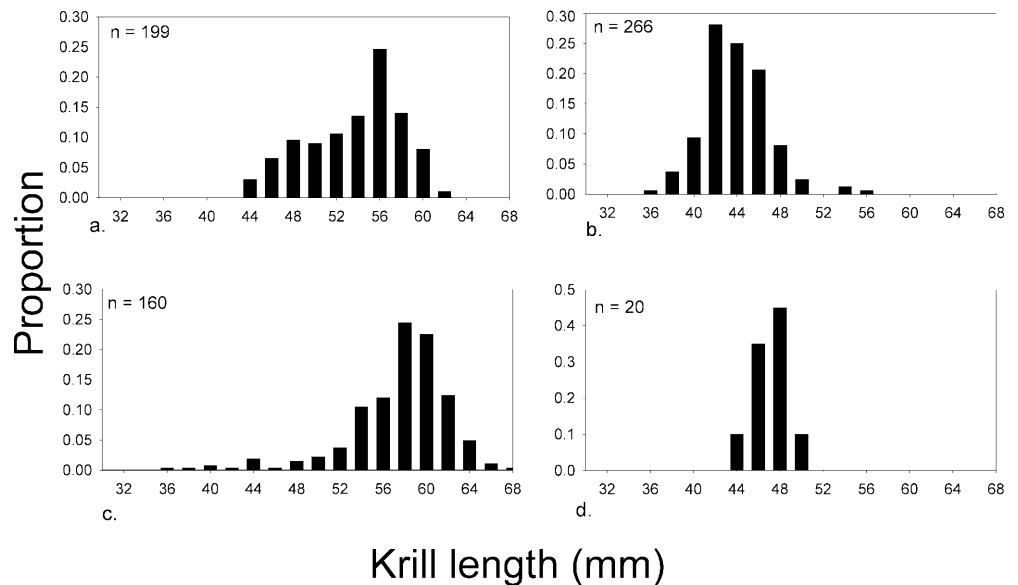 Proportion
0.30
n = 199
0.25
0.20
0.15
0.10
0.05
0.00
32 36 40 44 48 52 56 60 64 68
a.
0.30
n = 266
0.25
0.20
0.15
0.10
0.05
0.00
32 36 40 44 48 52 56 60 64 68
b.
0.30
n = 160
0.25
0.20
0.15
0.10
0.05
0.00
32 36 40 44 48 52 56 60 64 68
c.
0.5
n = 20
0.4
0.3
0.2
0.1
0.0
32 36 40 44 48 52 56 60 64 68
d.
Krill length (mm)